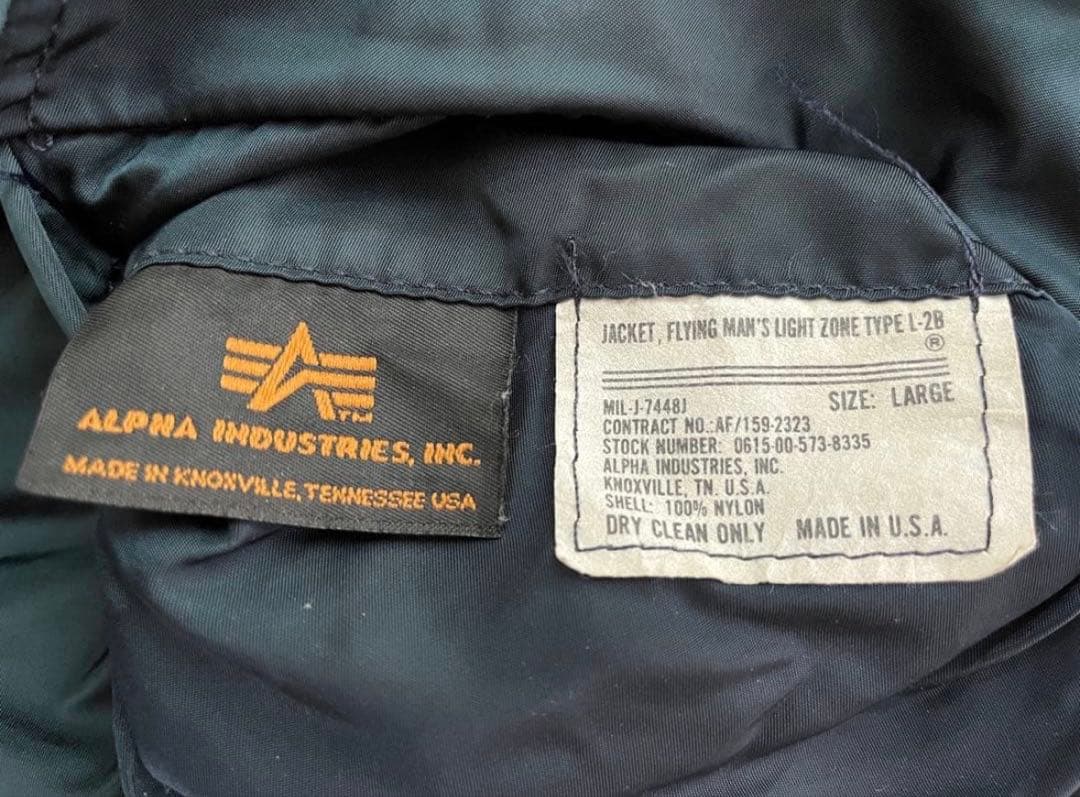 TM
ALPHA INDUSTRIES, INC.
MADE IN KNOXVILLE, TENNESSEE USA
JACKET, FLYING MAN'S LIGHT ZONE TYPE L-2B
®
SIZE: LARGE
MIL-J-7448J
CONTRACT NO.: AF/159-2323
STOCK NUMBER: 0615-00-573-8335
ALPHA INDUSTRIES, INC.
KNOXVILLE, TN. U.S.A.
SHELL: 100% NYLON
DRY CLEAN ONLY MADE IN U.S.A.